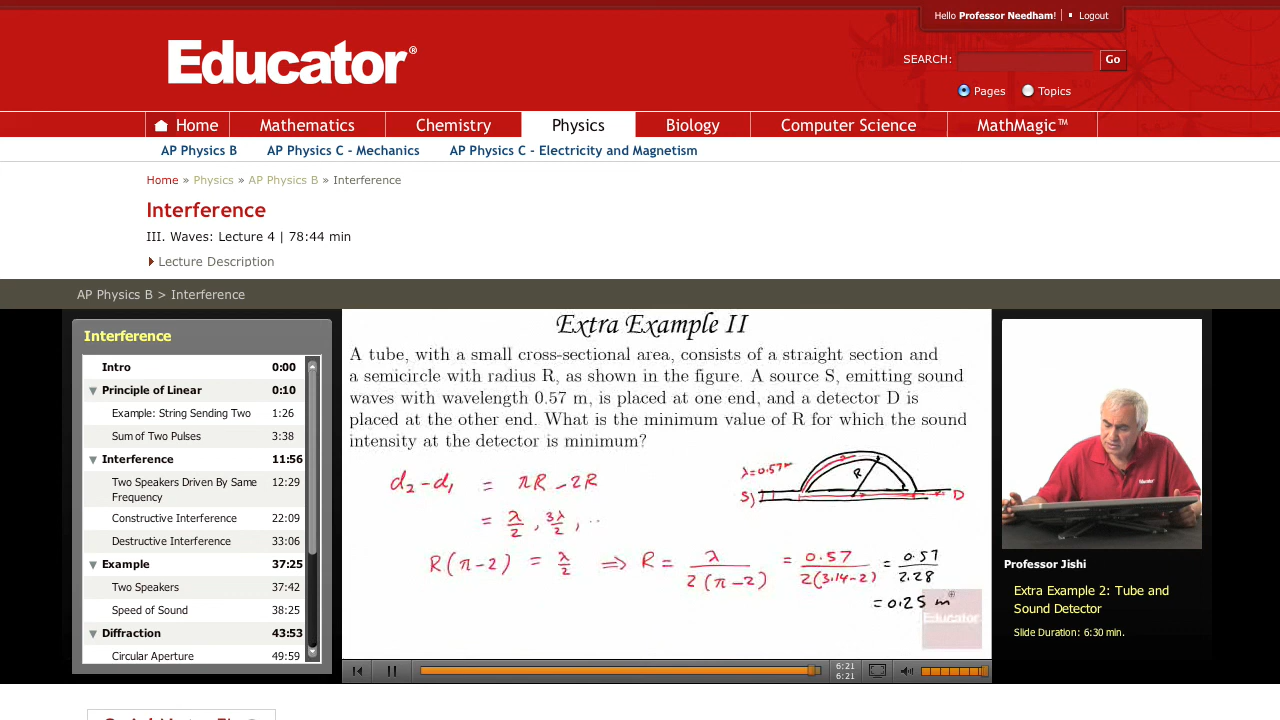 Hello Professor Needham! | Logout
Educator®
SEARCH: Go
Pages Topics
Home Mathematics Chemistry Physics Biology Computer Science MathMagic™
AP Physics B AP Physics C - Mechanics AP Physics C - Electricity and Magnetism
Home » Physics » AP Physics B » Interference
Interference
III. Waves: Lecture 4 | 78:44 min
Lecture Description
AP Physics B > Interference
Interference
Intro 0:00
Principle of Linear 0:10
Example: String Sending Two 1:26
Sum of Two Pulses 3:38
Interference 11:56
Two Speakers Driven By Same 12:29
Frequency
Constructive Interference 22:09
Destructive Interference 33:06
Example 37:25
Two Speakers 37:42
Speed of Sound 38:25
Diffraction 43:53
Circular Aperture 49:59
Extra Example II
A tube, with a small cross-sectional area, consists of a straight section and
a semicircle with radius R, as shown in the figure. A source S, emitting sound
waves with wavelength 0.57 m, is placed at one end, and a detector D is
placed at the other end. What is the minimum value of R for which the sound
intensity at the detector is minimum?
λ=0.57m
R
S D
d₂-d₁ = πR-2R
= λ/2, 3λ/2, ..
R(π-2) = λ/2 ⟹ R = λ/2(π-2) = 0.57/2(3.14-2) = 0.57/2.28
= 0.25 m
Educator
6:21
6:21
Educator
Professor Jishi
Extra Example 2: Tube and
Sound Detector
Slide Duration: 6:30 min.